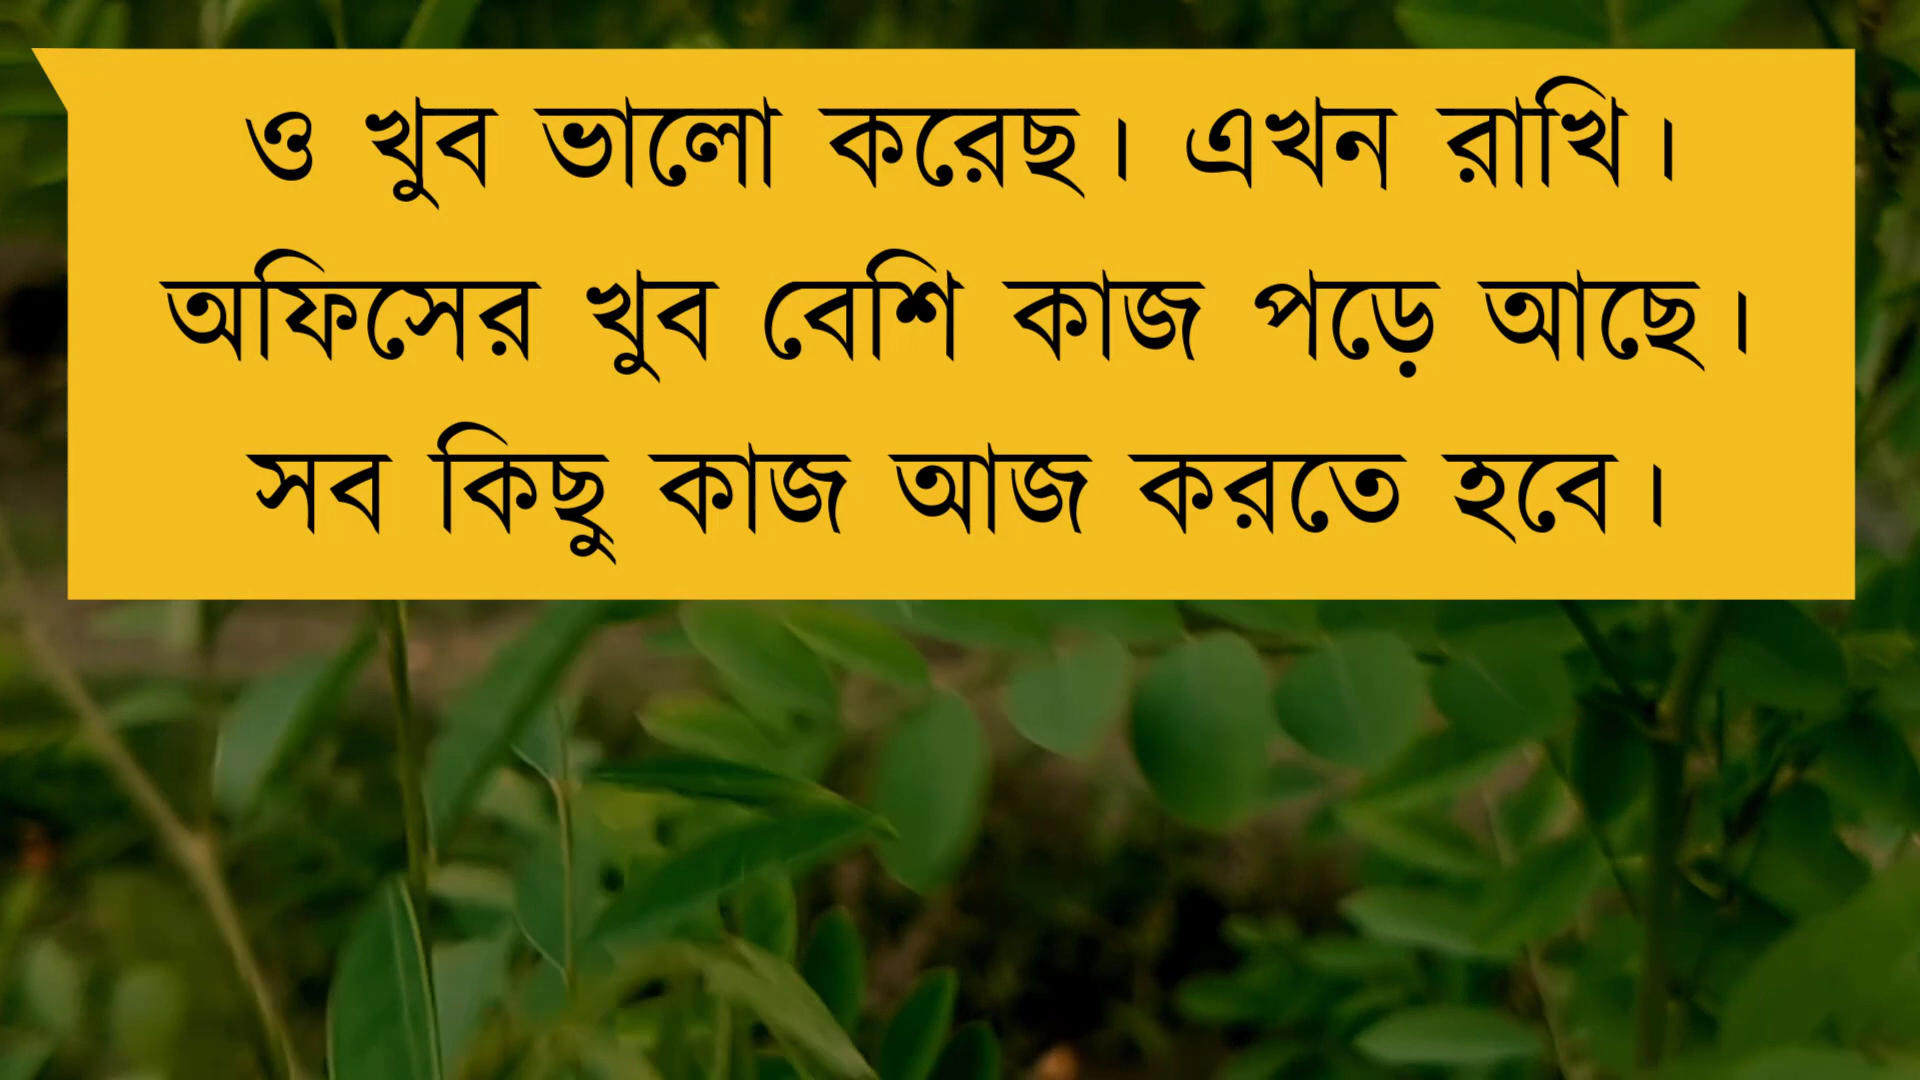 ও খুব ভালো করেছ। এখন রাখি।
অফিসের খুব বেশি কাজ পড়ে আছে।
সব কিছু কাজ আজ করতে হবে।